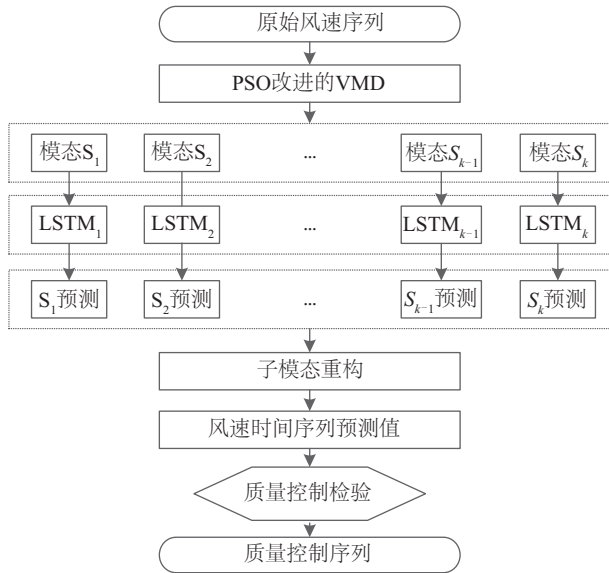 原始风速序列
PSO改进的VMD
模态S₁ 模态S₂ ... 模态Sₖ₋₁ 模态Sₖ
LSTM₁ LSTM₂ ... LSTMₖ₋₁ LSTMₖ
S₁预测 S₂预测 ... Sₖ₋₁预测 Sₖ预测
子模态重构
风速时间序列预测值
质量控制检验
质量控制序列